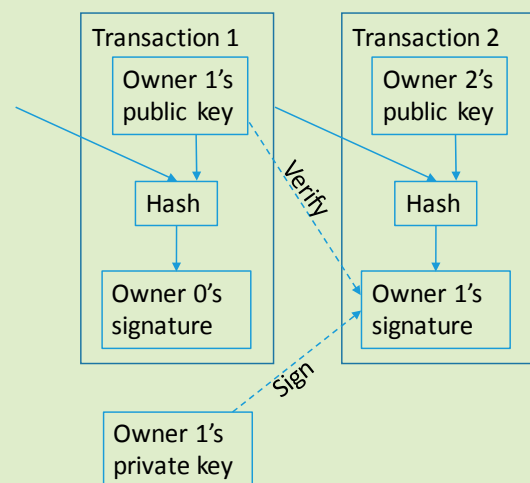 Transaction 1
Owner 1's
public key
Hash
Owner 0's
signature
Verify
Transaction 2
Owner 2's
public key
Hash
Owner 1's
signature
Sign
Owner 1's
private key